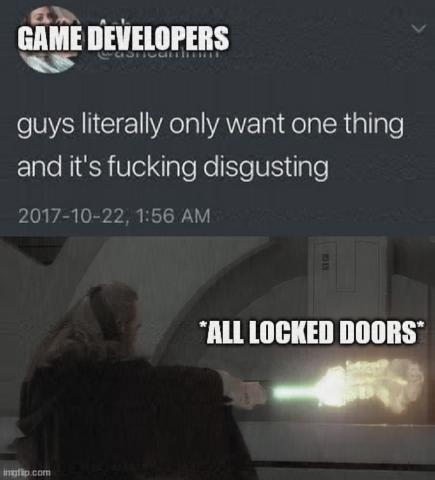 GAME DEVELOPERS
guys literally only want one thing
and it's fucking disgusting
2017-10-22, 1:56 AM
*ALL LOCKED DOORS*
imgflip.com